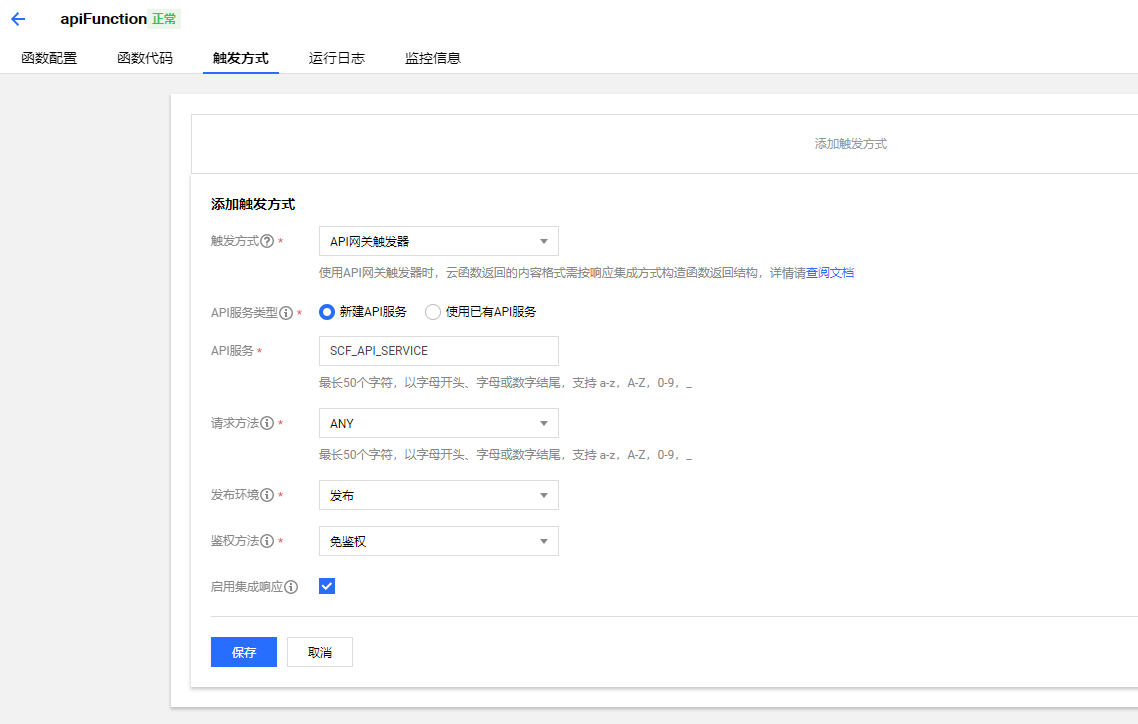 apiFunction 正常
函数配置 函数代码 触发方式 运行日志 监控信息
添加触发方式
添加触发方式
触发方式 * API网关触发器
使用API网关触发器时，云函数返回的内容格式需按响应集成方式构造函数返回结构，详情请查阅文档
API服务类型 * 新建API服务 使用已有API服务
API服务 * SCF_API_SERVICE
最长50个字符，以字母开头、字母或数字结尾，支持 a-z，A-Z，0-9，_
请求方法 * ANY
最长50个字符，以字母开头、字母或数字结尾，支持 a-z，A-Z，0-9，_
发布环境 * 发布
鉴权方法 * 免鉴权
启用集成响应
保存 取消